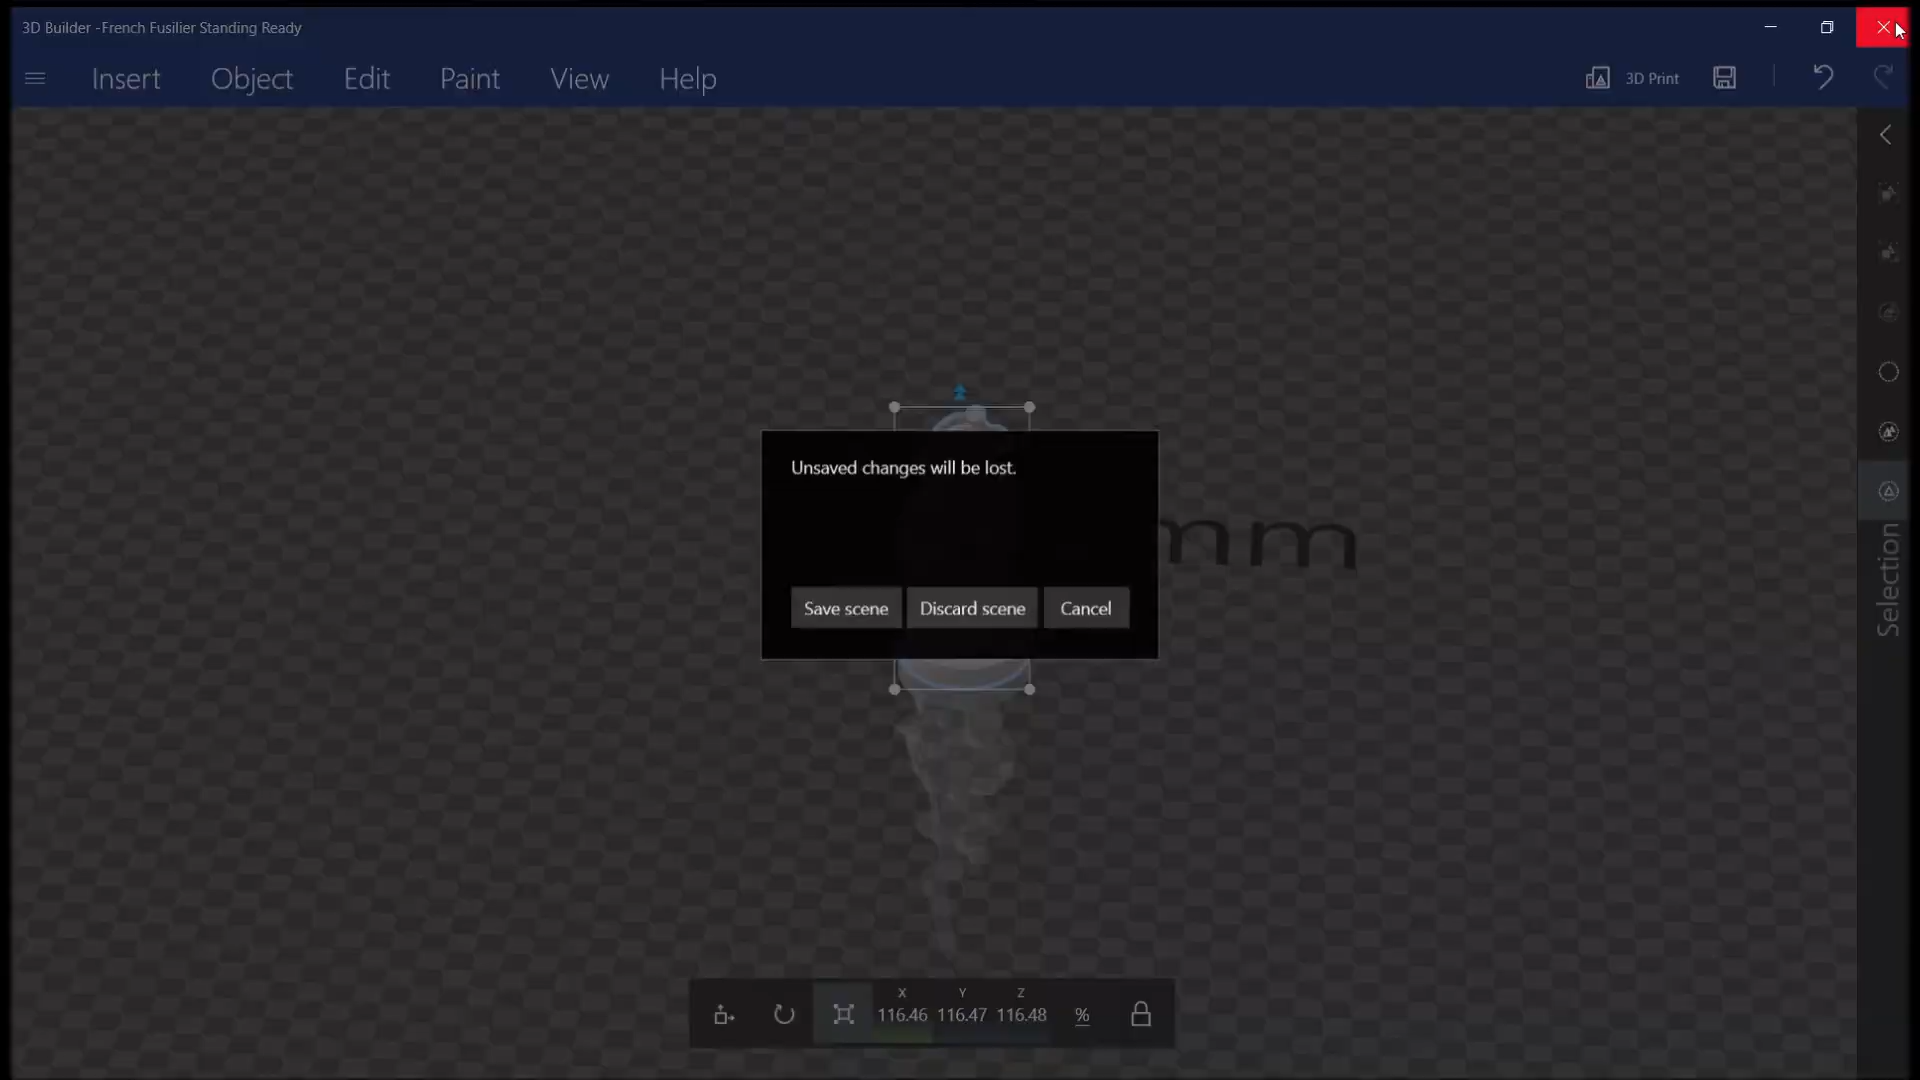 3D Builder -French Fusilier Standing Ready
Insert Object Edit Paint View Help
3D Print
Unsaved changes will be lost.
mm
Save scene Discard scene Cancel
Selection
X Y Z
116.46 116.47 116.48 %